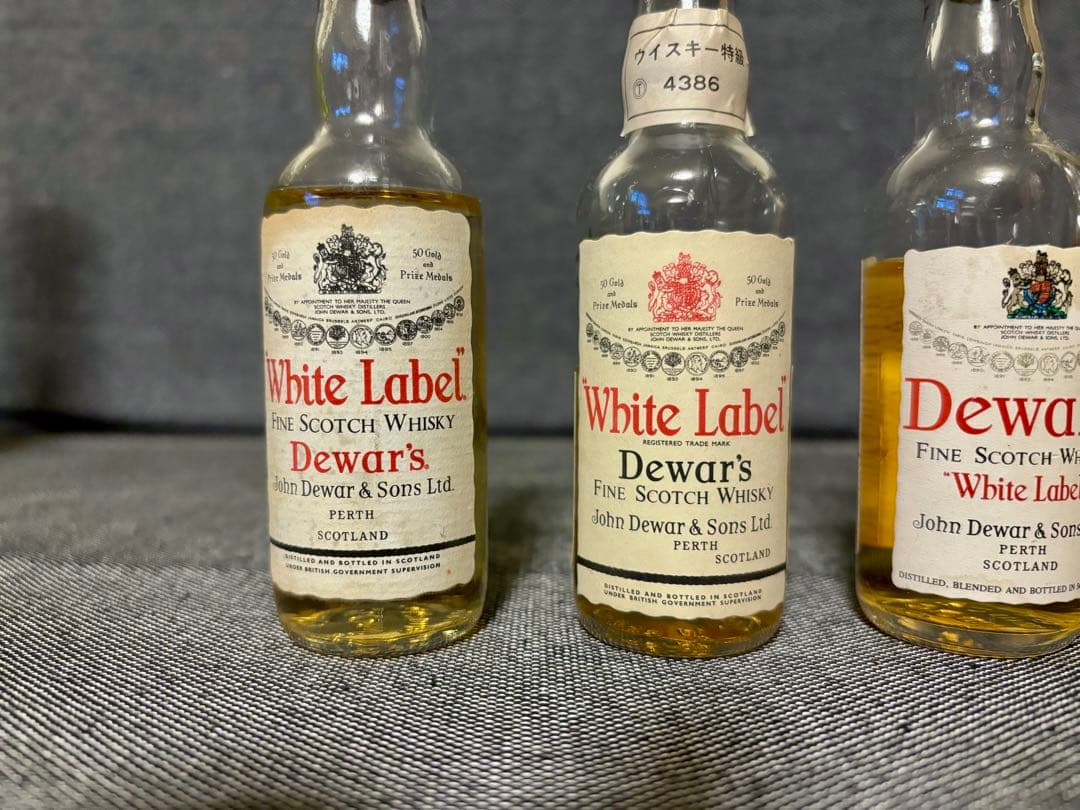 50 Gold
and
Prize Medals
50 Gold
and
Prize Medals
BY APPOINTMENT TO HER MAJESTY THE QUEEN
SCOTCH WHISKY DISTILLERS
JOHN DEWAR & SONS, LTD.
"White Label".
FINE SCOTCH WHISKY
Dewar's.
John Dewar & Sons Ltd.
PERTH
SCOTLAND
DISTILLED AND BOTTLED IN SCOTLAND
UNDER BRITISH GOVERNMENT SUPERVISION
ウイスキー特級
Ⓣ 4386
50 Gold
and
Prize Medals
50 Gold
and
Prize Medals
BY APPOINTMENT TO HER MAJESTY THE QUEEN
SCOTCH WHISKY DISTILLERS
JOHN DEWAR & SONS, LTD.
"White Label"
REGISTERED TRADE MARK
Dewar's
FINE SCOTCH WHISKY
John Dewar & Sons Ltd.
PERTH
SCOTLAND
DISTILLED AND BOTTLED IN SCOTLAND
UNDER BRITISH GOVERNMENT SUPERVISION
BY APPOINTMENT TO HER MAJESTY THE QUEEN
SCOTCH WHISKY DISTILLERS
JOHN DEWAR & SONS, LTD.
Dewa
FINE SCOTCH WH
"White Label
John Dewar & Sons
PERTH
SCOTLAND
DISTILLED, BLENDED AND BOTTLED IN S